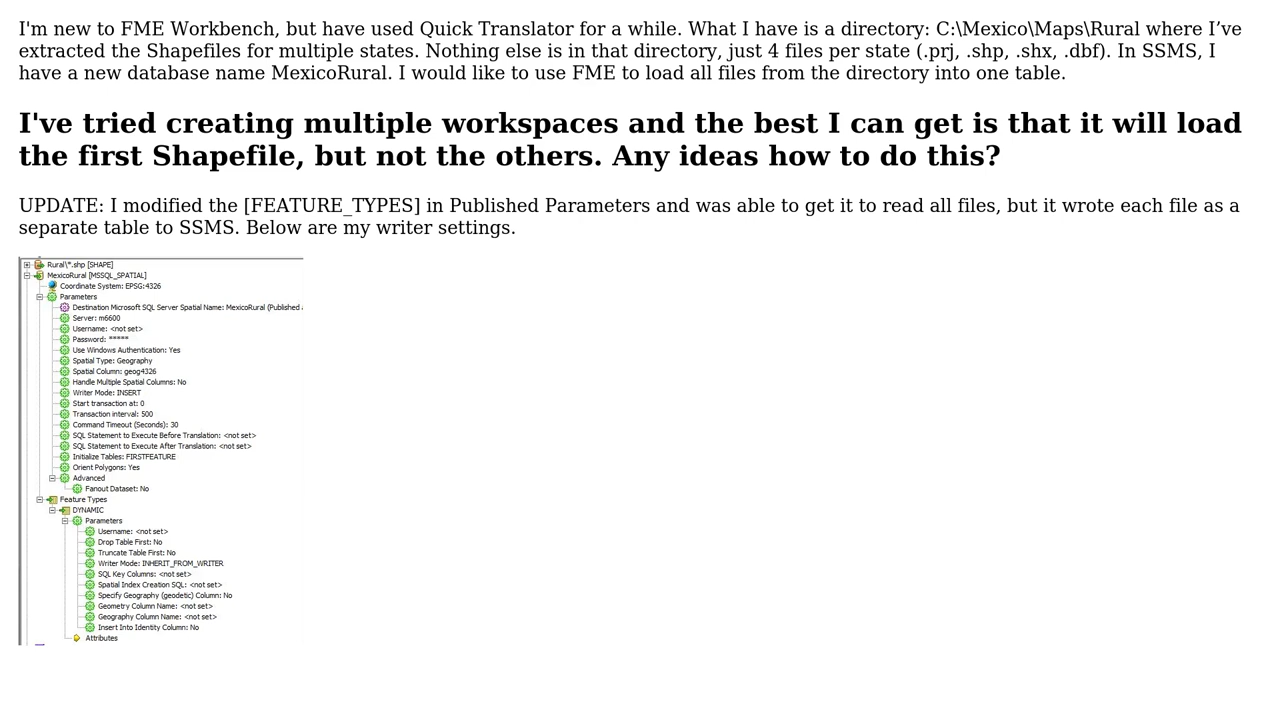 I'm new to FME Workbench, but have used Quick Translator for a while. What I have is a directory: C:\Mexico\Maps\Rural where I’ve
extracted the Shapefiles for multiple states. Nothing else is in that directory, just 4 files per state (.prj, .shp, .shx, .dbf). In SSMS, I
have a new database name MexicoRural. I would like to use FME to load all files from the directory into one table.
I've tried creating multiple workspaces and the best I can get is that it will load
the first Shapefile, but not the others. Any ideas how to do this?
UPDATE: I modified the [FEATURE_TYPES] in Published Parameters and was able to get it to read all files, but it wrote each file as a
separate table to SSMS. Below are my writer settings.
Rural\*.shp [SHAPE]
MexicoRural [MSSQL_SPATIAL]
Coordinate System: EPSG:4326
Parameters
Destination Microsoft SQL Server Spatial Name: MexicoRural (Published
Server: m6600
Username: <not set>
Password: *****
Use Windows Authentication: Yes
Spatial Type: Geography
Spatial Column: geog4326
Handle Multiple Spatial Columns: No
Writer Mode: INSERT
Start transaction at: 0
Transaction interval: 500
Command Timeout (Seconds): 30
SQL Statement to Execute Before Translation: <not set>
SQL Statement to Execute After Translation: <not set>
Initialize Tables: FIRSTFEATURE
Orient Polygons: Yes
Advanced
Fanout Dataset: No
Feature Types
DYNAMIC
Parameters
Username: <not set>
Drop Table First: No
Truncate Table First: No
Writer Mode: INHERIT_FROM_WRITER
SQL Key Columns: <not set>
Spatial Index Creation SQL: <not set>
Specify Geography (geodetic) Column: No
Geometry Column Name: <not set>
Geography Column Name: <not set>
Insert Into Identity Column: No
Attributes